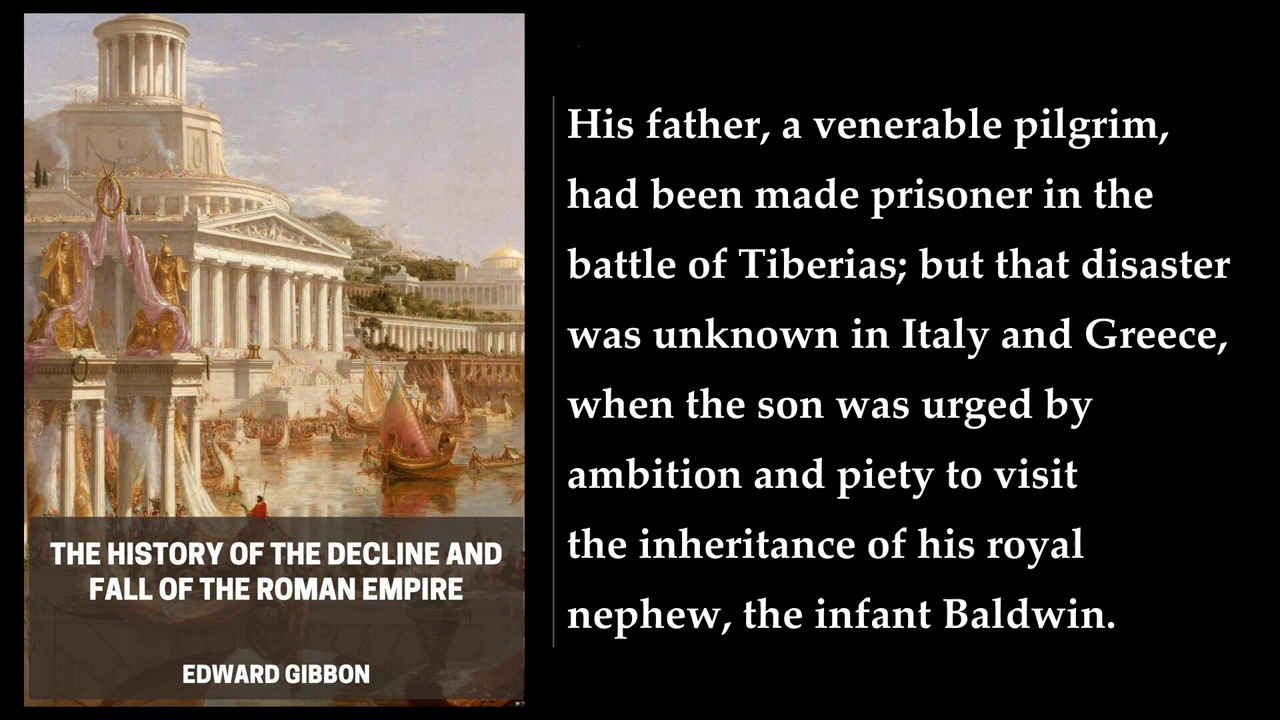 THE HISTORY OF THE DECLINE AND
FALL OF THE ROMAN EMPIRE
EDWARD GIBBON
His father, a venerable pilgrim,
had been made prisoner in the
battle of Tiberias; but that disaster
was unknown in Italy and Greece,
when the son was urged by
ambition and piety to visit
the inheritance of his royal
nephew, the infant Baldwin.